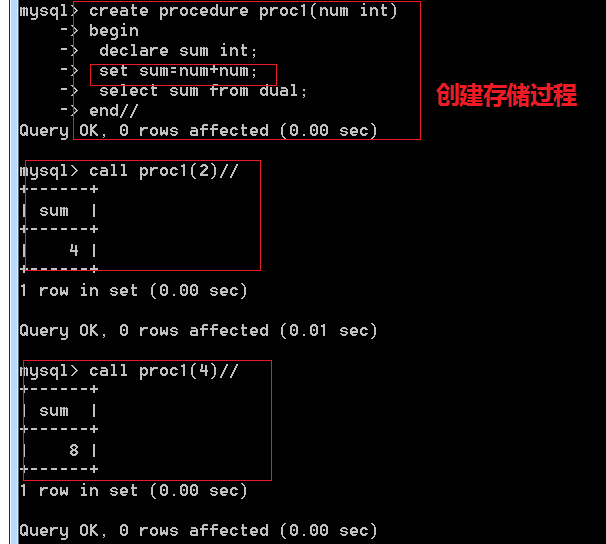 mysql> create procedure proc1(num int)
    -> begin
    ->  declare sum int;
    ->  set sum=num+num;
    ->  select sum from dual;
    -> end//
Query OK, 0 rows affected (0.00 sec)
创建存储过程
mysql> call proc1(2)//
+------+
| sum  |
+------+
|    4 |
+------+
1 row in set (0.00 sec)
Query OK, 0 rows affected (0.01 sec)
mysql> call proc1(4)//
+------+
| sum  |
+------+
|    8 |
+------+
1 row in set (0.00 sec)
Query OK, 0 rows affected (0.00 sec)